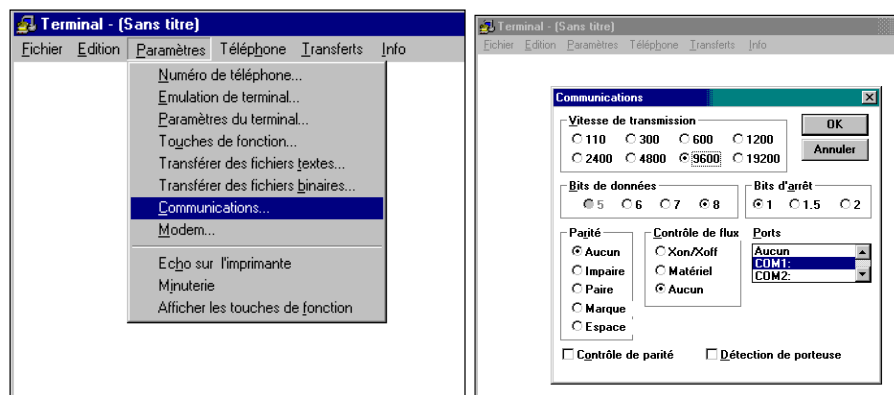 Terminal - (Sans titre)
Fichier Edition Paramètres Téléphone Transferts Info
Numéro de téléphone...
Emulation de terminal...
Paramètres du terminal...
Touches de fonction...
Transférer des fichiers textes...
Transférer des fichiers binaires...
Communications...
Modem...
Echo sur l'imprimante
Minuterie
Afficher les touches de fonction
Terminal - (Sans titre)
Fichier Edition Paramètres Téléphone Transferts Info
Communications
Vitesse de transmission
110 300 600 1200
2400 4800 9600 19200
OK
Annuler
Bits de données
5 6 7 8
Bits d'arrêt
1 1.5 2
Parité
Aucun
Impaire
Paire
Marque
Espace
Contrôle de flux
Xon/Xoff
Matériel
Aucun
Ports
Aucun
COM1:
COM2:
Contrôle de parité Détection de porteuse